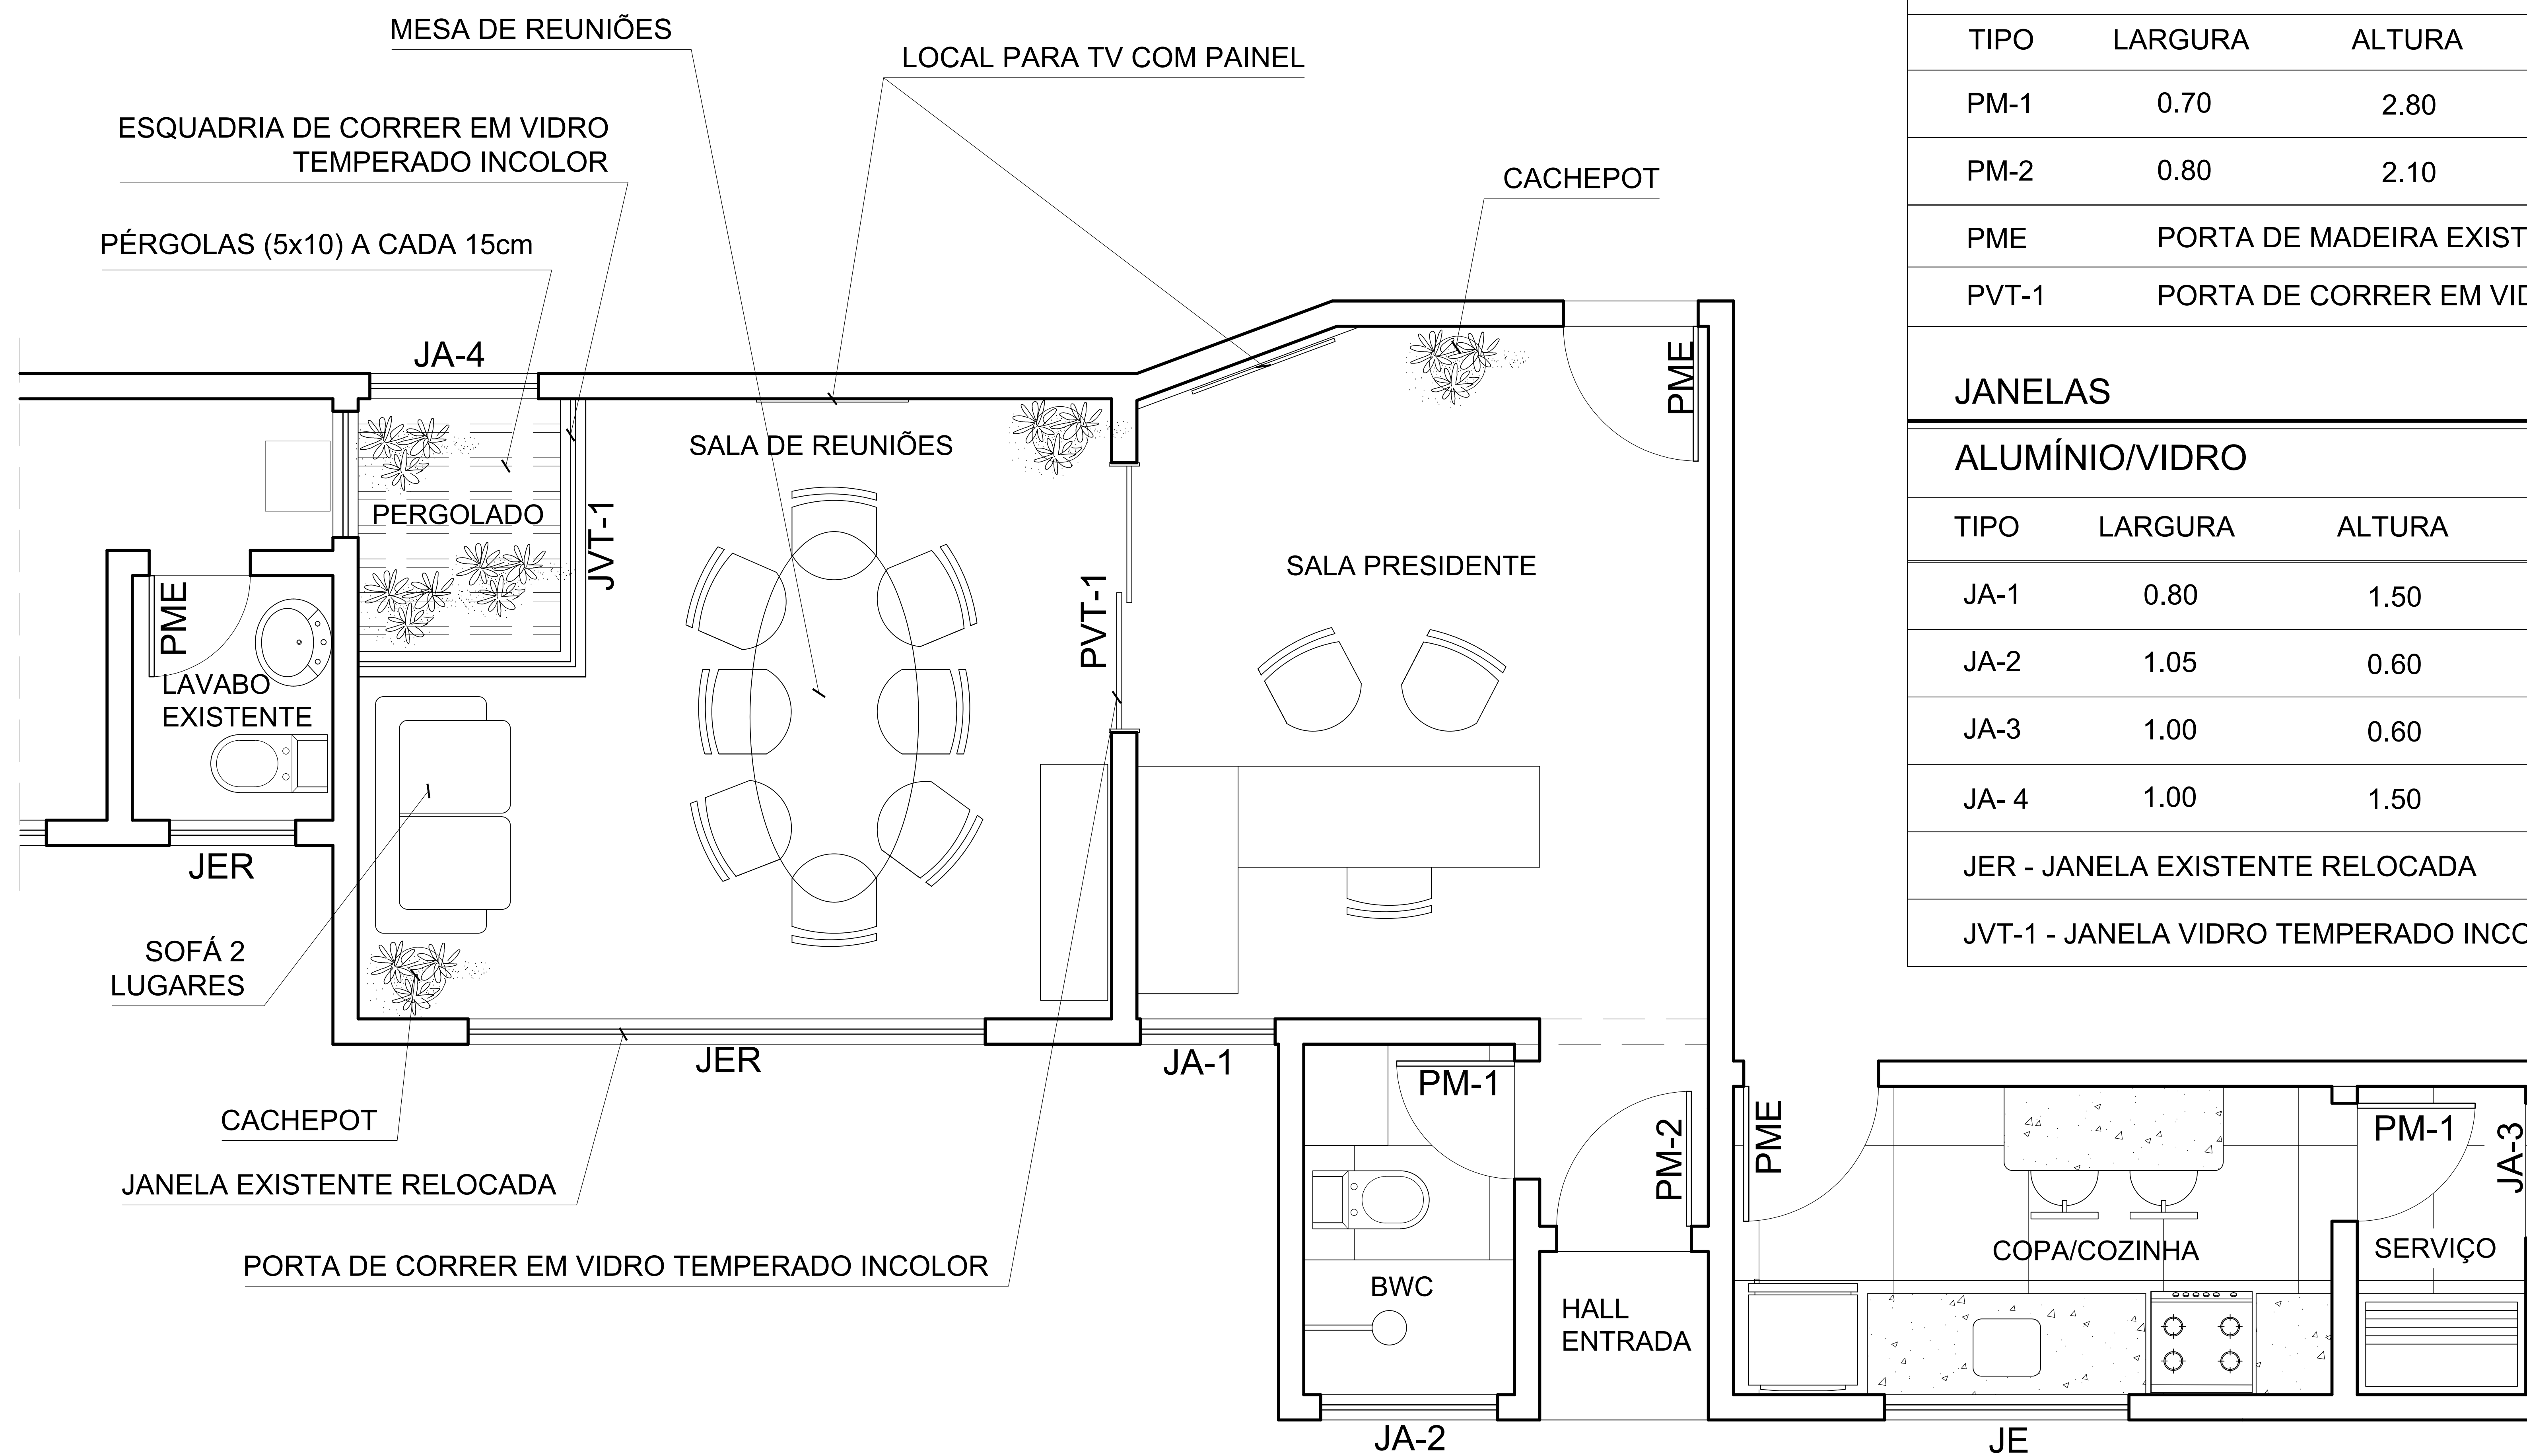 MESA DE REUNIÕES
LOCAL PARA TV COM PAINEL
ESQUADRIA DE CORRER EM VIDRO
TEMPERADO INCOLOR
CACHEPOT
PÉRGOLAS (5x10) A CADA 15cm
JA-4
PME
SALA DE REUNIÕES
PERGOLADO
JVT-1
SALA PRESIDENTE
PVT-1
PME
LAVABO
EXISTENTE
JER
SOFÁ 2
LUGARES
JER
JA-1
CACHEPOT
JANELA EXISTENTE RELOCADA
PORTA DE CORRER EM VIDRO TEMPERADO INCOLOR
PM-1
PM-2
PME
PM-1
JA-3
COPA/COZINHA
SERVIÇO
BWC
HALL
ENTRADA
JA-2
JE
TIPO LARGURA ALTURA
PM-1 0.70 2.80
PM-2 0.80 2.10
PME PORTA DE MADEIRA EXIST
PVT-1 PORTA DE CORRER EM VI
JANELAS
ALUMÍNIO/VIDRO
TIPO LARGURA ALTURA
JA-1 0.80 1.50
JA-2 1.05 0.60
JA-3 1.00 0.60
JA- 4 1.00 1.50
JER - JANELA EXISTENTE RELOCADA
JVT-1 - JANELA VIDRO TEMPERADO INCO